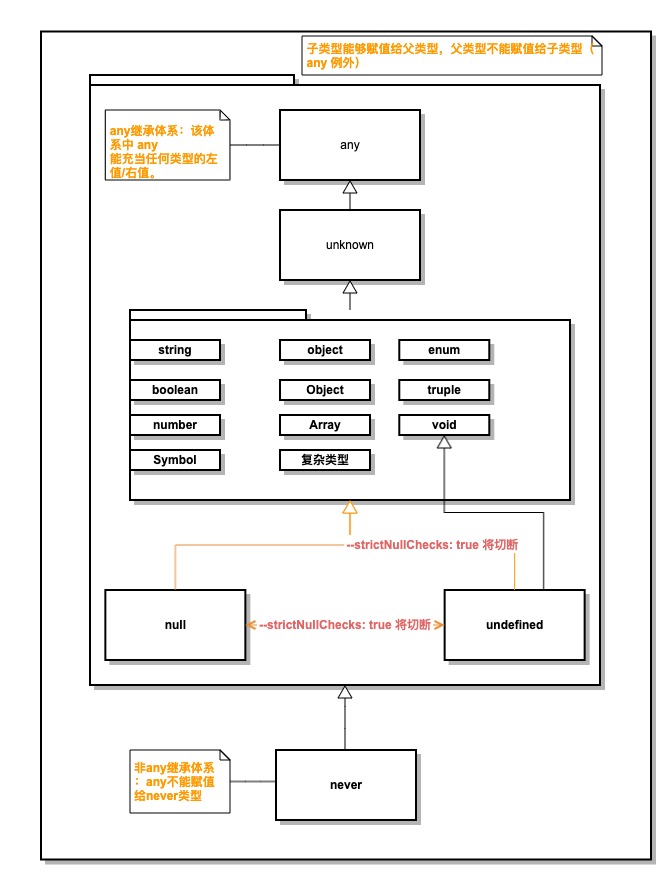 子类型能够赋值给父类型，父类型不能赋值给子类型（
any 例外）
any继承体系：该体
系中 any
能充当任何类型的左
值/右值。
any
unknown
string
object
enum
boolean
Object
truple
number
Array
void
Symbol
复杂类型
--strictNullChecks: true 将切断
null
--strictNullChecks: true 将切断
undefined
非any继承体系
：any不能赋值
给never类型
never